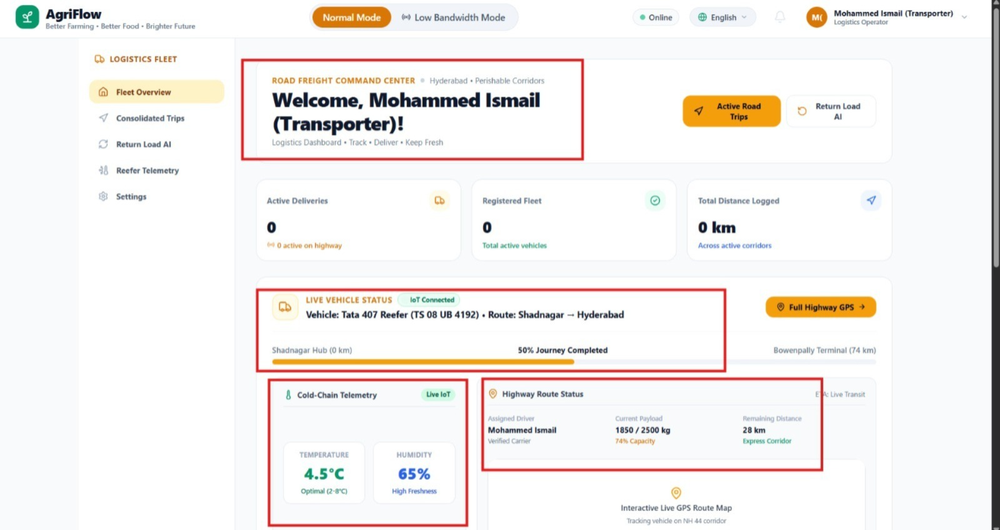 AgriFlow
Better Farming • Better Food • Brighter Future
Normal Mode
Low Bandwidth Mode
Online
English
M(
Mohammed Ismail (Transporter)
Logistics Operator
LOGISTICS FLEET
Fleet Overview
Consolidated Trips
Return Load AI
Reefer Telemetry
Settings
ROAD FREIGHT COMMAND CENTER • Hyderabad • Perishable Corridors
Welcome, Mohammed Ismail
(Transporter)!
Logistics Dashboard • Track • Deliver • Keep Fresh
Active Road
Trips
Return Load
AI
Active Deliveries
0
0 active on highway
Registered Fleet
0
Total active vehicles
Total Distance Logged
0 km
Across active corridors
LIVE VEHICLE STATUS
IoT Connected
Vehicle: Tata 407 Reefer (TS 08 UB 4192) • Route: Shadnagar → Hyderabad
Full Highway GPS →
Shadnagar Hub (0 km)
50% Journey Completed
Bowenpally Terminal (74 km)
Cold-Chain Telemetry
Live IoT
TEMPERATURE
4.5°C
Optimal (2-8°C)
HUMIDITY
65%
High Freshness
Highway Route Status
ETA: Live Transit
Assigned Driver
Mohammed Ismail
Verified Carrier
Current Payload
1850 / 2500 kg
74% Capacity
Remaining Distance
28 km
Express Corridor
Interactive Live GPS Route Map
Tracking vehicle on NH 44 corridor